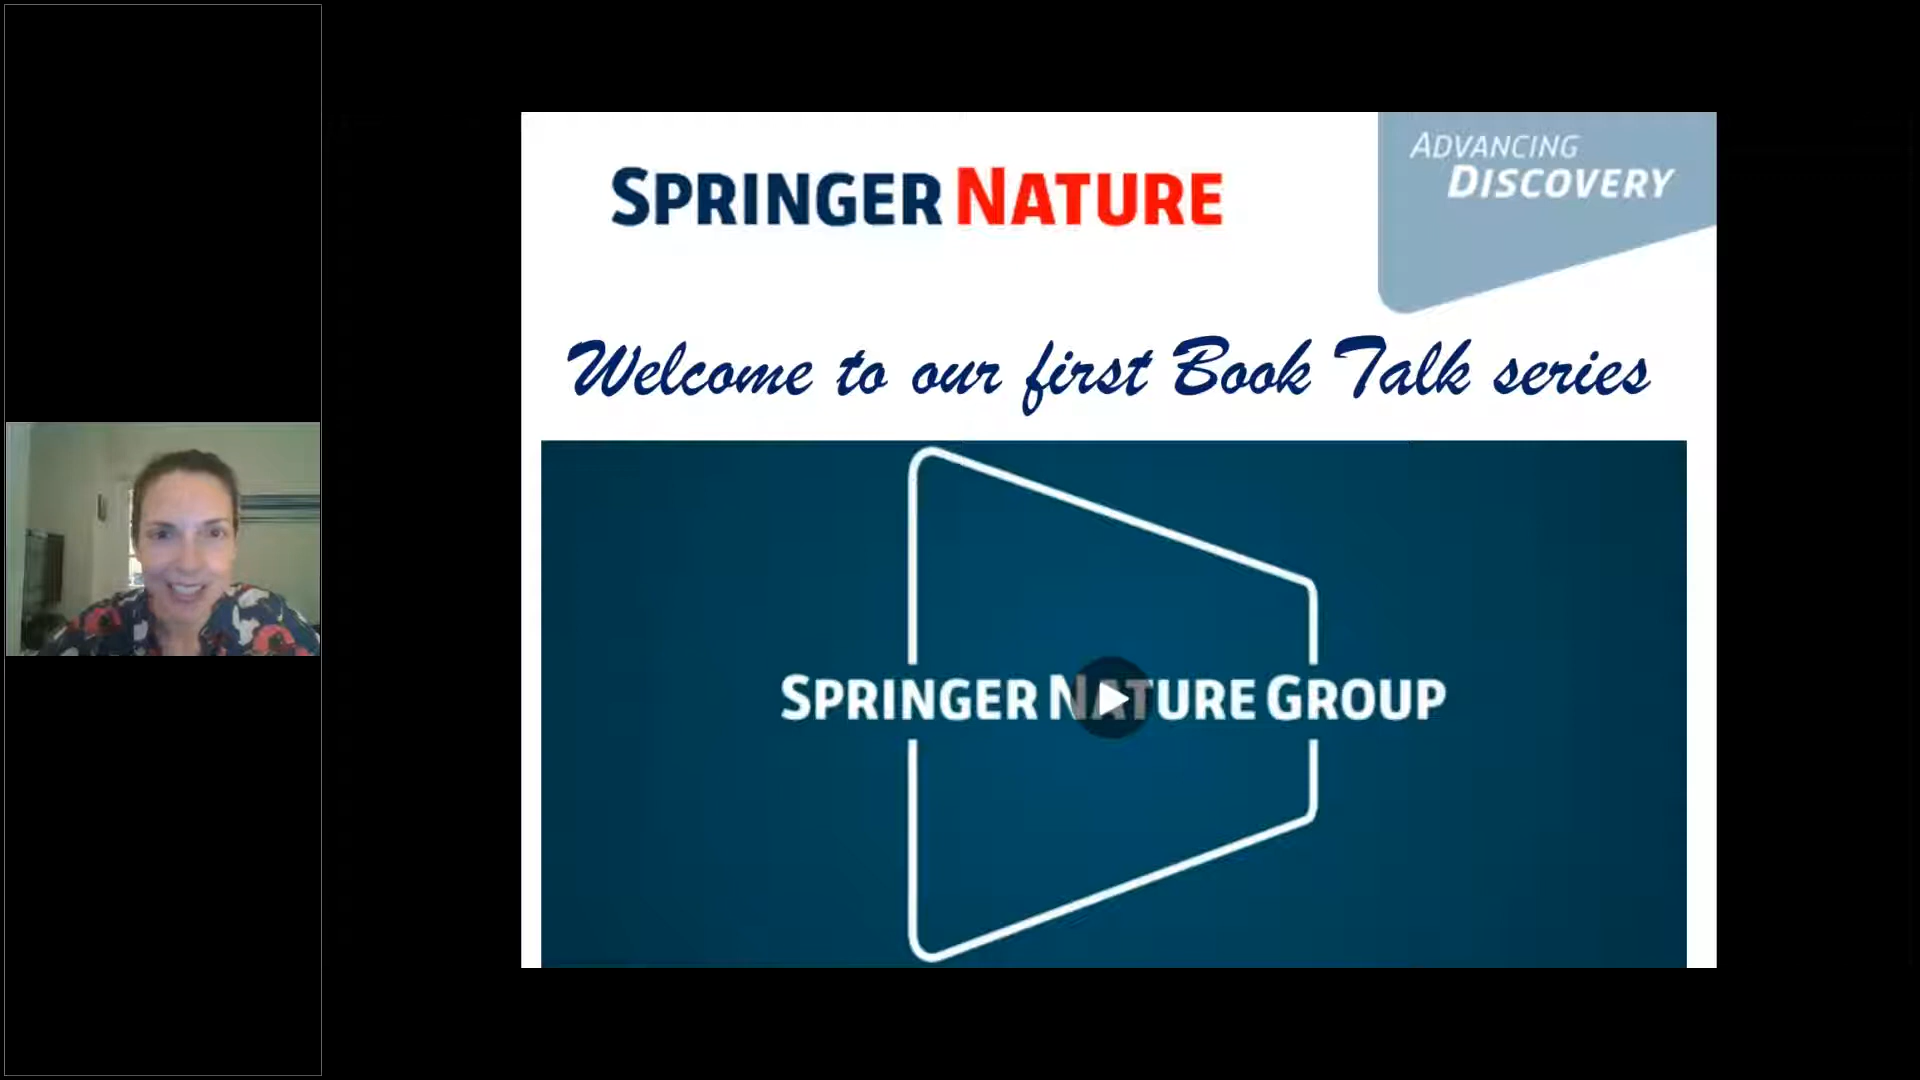 SPRINGER NATURE
ADVANCING
DISCOVERY
Welcome to our first Book Talk series
SPRINGER NATURE GROUP